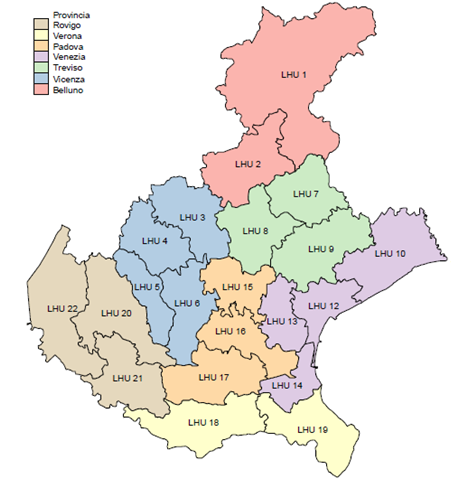 Provincia
Rovigo
Verona
Padova
Venezia
Treviso
Vicenza
Belluno
LHU 1
LHU 2
LHU 7
LHU 3
LHU 8
LHU 4
LHU 9
LHU 10
LHU 5
LHU 15
LHU 6
LHU 22
LHU 20
LHU 12
LHU 13
LHU 16
LHU 21
LHU 17
LHU 14
LHU 18
LHU 19